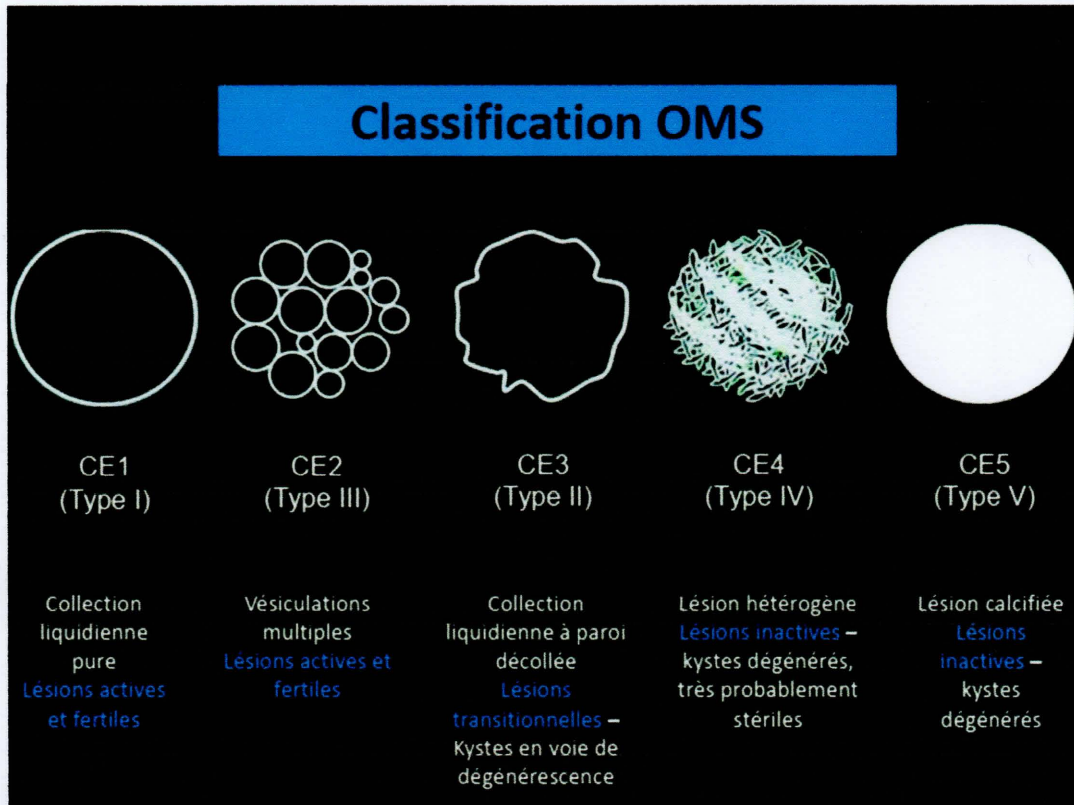 Classification OMS
CE1
(Type I)
CE2
(Type III)
CE3
(Type II)
CE4
(Type IV)
CE5
(Type V)
Collection
liquidienne
pure
Lésions actives
et fertiles
Vésiculations
multiples
Lésions actives et
fertiles
Collection
liquidienne à paroi
décollée
Lésions
transitionnelles –
Kystes en voie de
dégénérescence
Lésion hétérogène
Lésions inactives –
kystes dégénérés,
très probablement
stériles
Lésion calcifiée
Lésions
inactives –
kystes
dégénérés